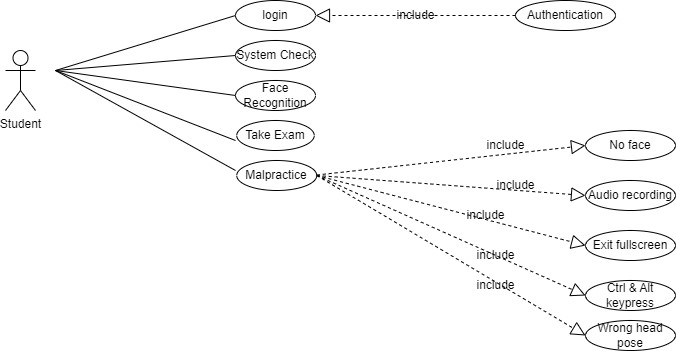 login
include
Authentication
System Check
Face
Recognition
Student
Take Exam
Malpractice
include
No face
include
Audio recording
include
Exit fullscreen
include
Ctrl & Alt
keypress
include
Wrong head
pose